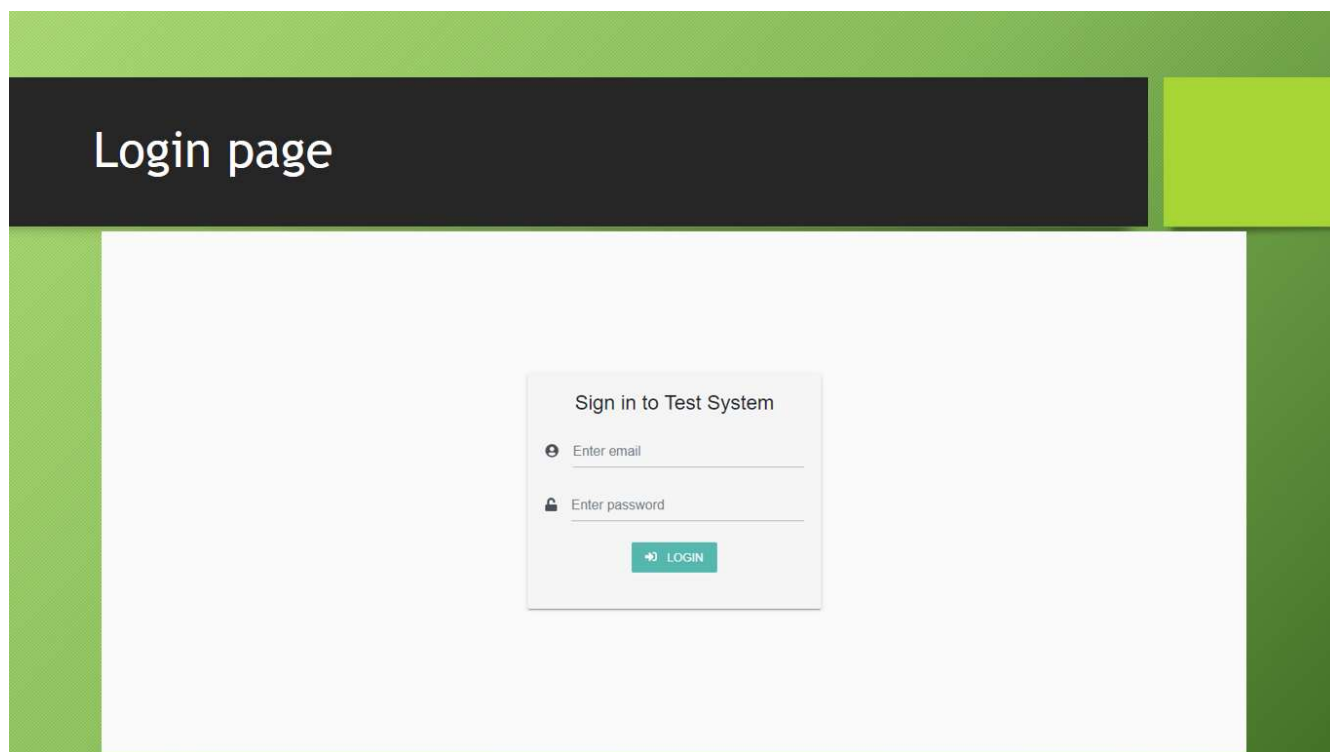 Login page
Sign in to Test System
Enter email
Enter password
LOGIN